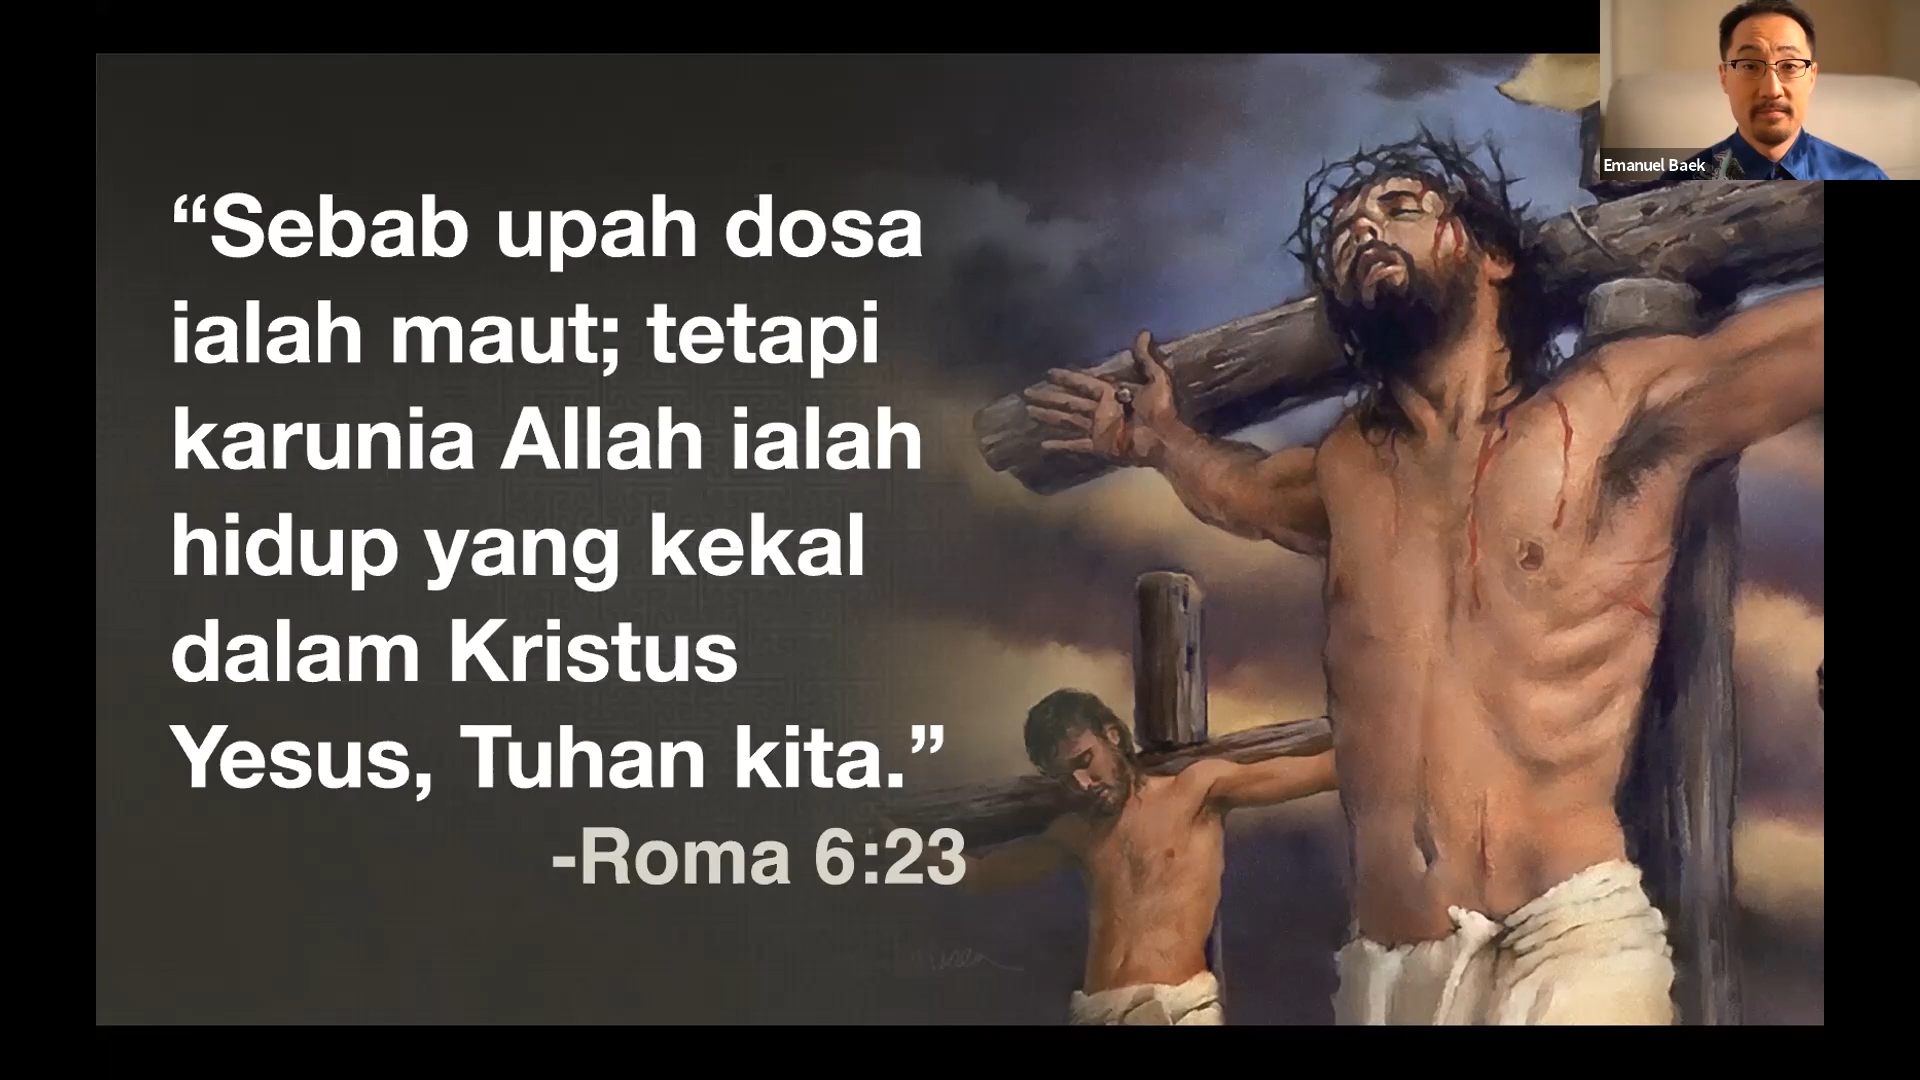 “Sebab upah dosa
ialah maut; tetapi
karunia Allah ialah
hidup yang kekal
dalam Kristus
Yesus, Tuhan kita.”
-Roma 6:23
Emanuel Baek